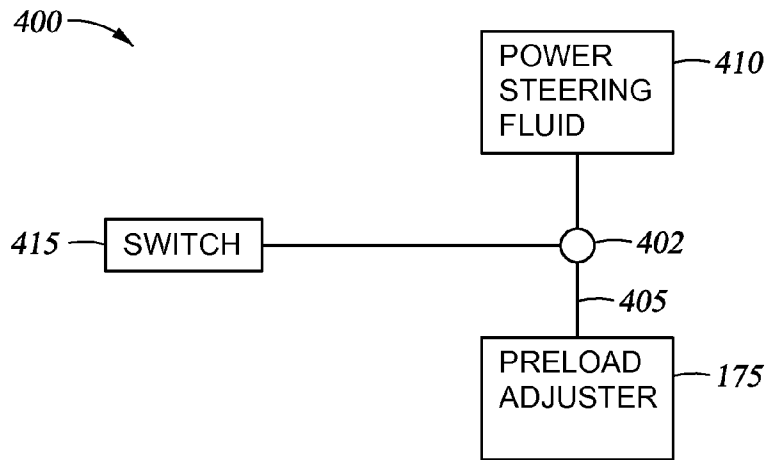 400
POWER
STEERING
FLUID
410
415
SWITCH
402
405
PRELOAD
ADJUSTER
175